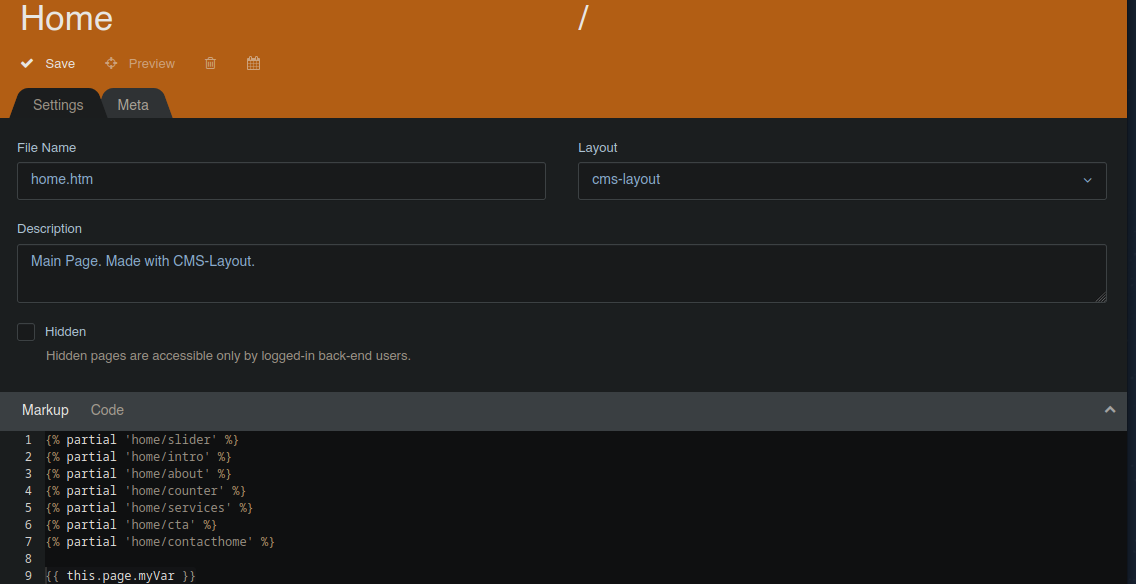 Home /
Save Preview
Settings Meta
File Name Layout
home.htm cms-layout
Description
Main Page. Made with CMS-Layout.
Hidden
Hidden pages are accessible only by logged-in back-end users.
Markup Code
1 {% partial 'home/slider' %}
2 {% partial 'home/intro' %}
3 {% partial 'home/about' %}
4 {% partial 'home/counter' %}
5 {% partial 'home/services' %}
6 {% partial 'home/cta' %}
7 {% partial 'home/contacthome' %}
8
9 {{ this.page.myVar }}